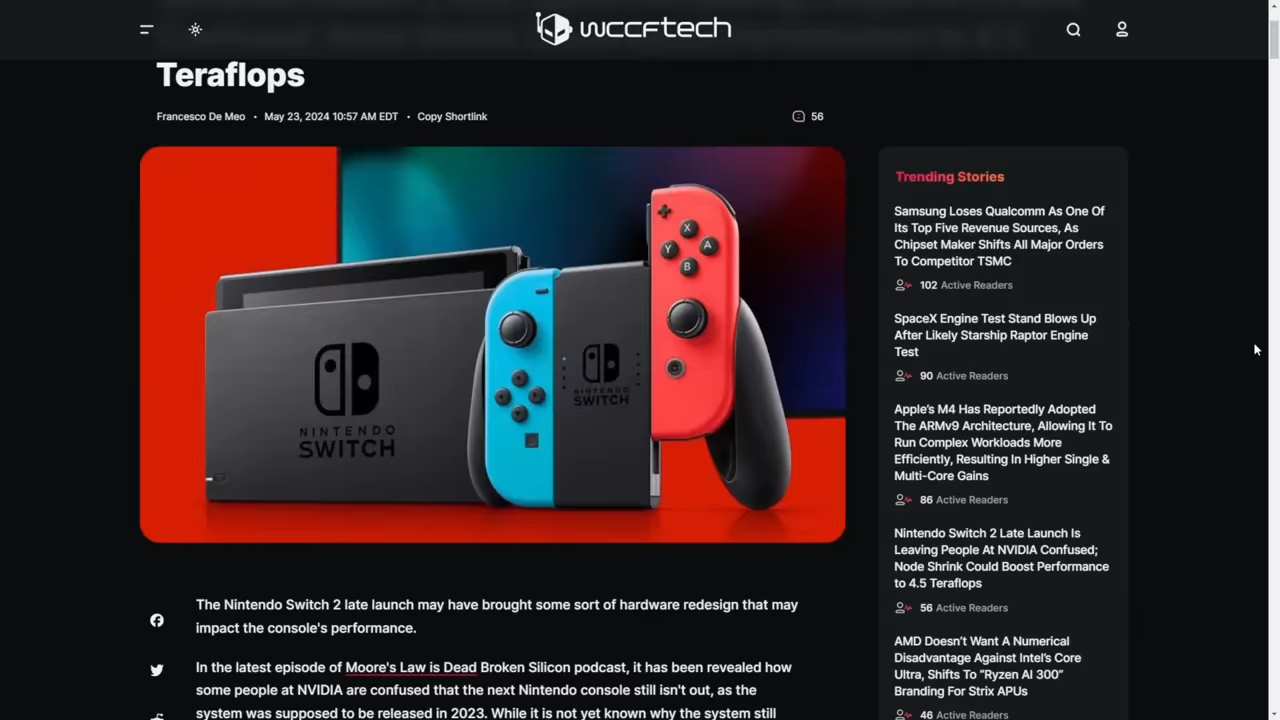 wccftech
Teraflops
Francesco De Meo • May 23, 2024 10:57 AM EDT • Copy Shortlink
56
NINTENDO
SWITCH
NINTENDO
SWITCH
X
Y
A
B
The Nintendo Switch 2 late launch may have brought some sort of hardware redesign that may
impact the console's performance.
In the latest episode of Moore's Law is Dead Broken Silicon podcast, it has been revealed how
some people at NVIDIA are confused that the next Nintendo console still isn't out, as the
system was supposed to be released in 2023. While it is not yet known why the system still
Trending Stories
Samsung Loses Qualcomm As One Of
Its Top Five Revenue Sources, As
Chipset Maker Shifts All Major Orders
To Competitor TSMC
102 Active Readers
SpaceX Engine Test Stand Blows Up
After Likely Starship Raptor Engine
Test
90 Active Readers
Apple's M4 Has Reportedly Adopted
The ARMv9 Architecture, Allowing It To
Run Complex Workloads More
Efficiently, Resulting In Higher Single &
Multi-Core Gains
86 Active Readers
Nintendo Switch 2 Late Launch Is
Leaving People At NVIDIA Confused;
Node Shrink Could Boost Performance
to 4.5 Teraflops
56 Active Readers
AMD Doesn't Want A Numerical
Disadvantage Against Intel's Core
Ultra, Shifts To "Ryzen AI 300"
Branding For Strix APUs
46 Active Readers